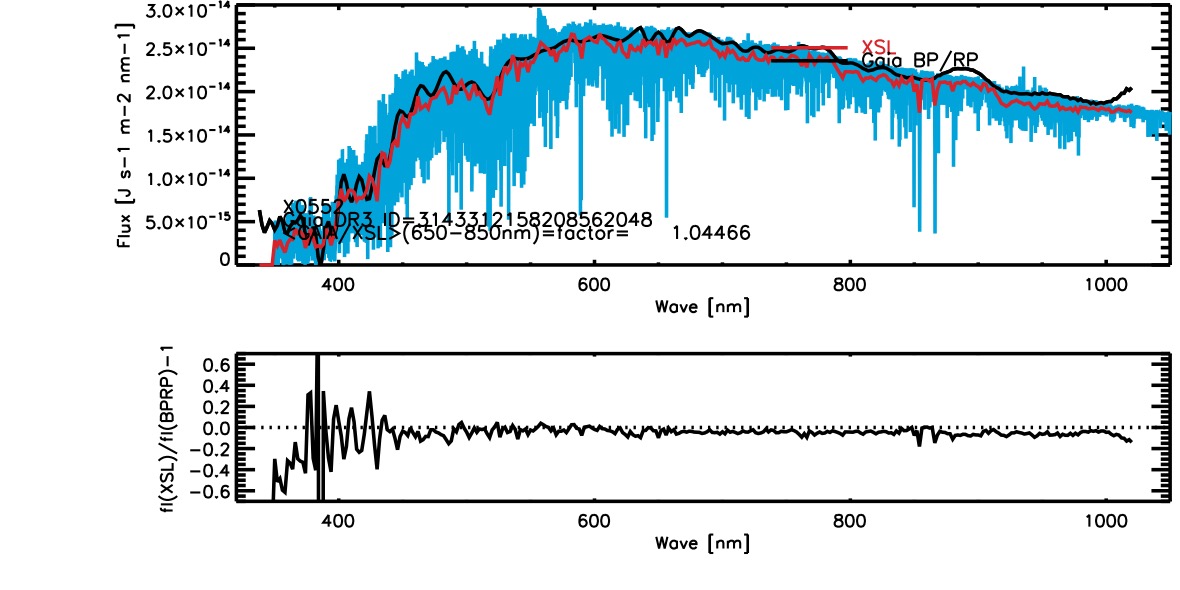 3.0×10⁻¹⁴
2.5×10⁻¹⁴
2.0×10⁻¹⁴
1.5×10⁻¹⁴
1.0×10⁻¹⁴
5.0×10⁻¹⁵
0
Flux [J s−1 m−2 nm−1]
XSL
Gaia BP/RP
X0552
Gaia DR3 ID=3143312158208562048
<GAIA/XSL>(650−850nm)=factor= 1.04466
400 600 800 1000
Wave [nm]
0.6
0.4
0.2
0.0
−0.2
−0.4
−0.6
fl(XSL)/fl(BPRP)−1
400 600 800 1000
Wave [nm]